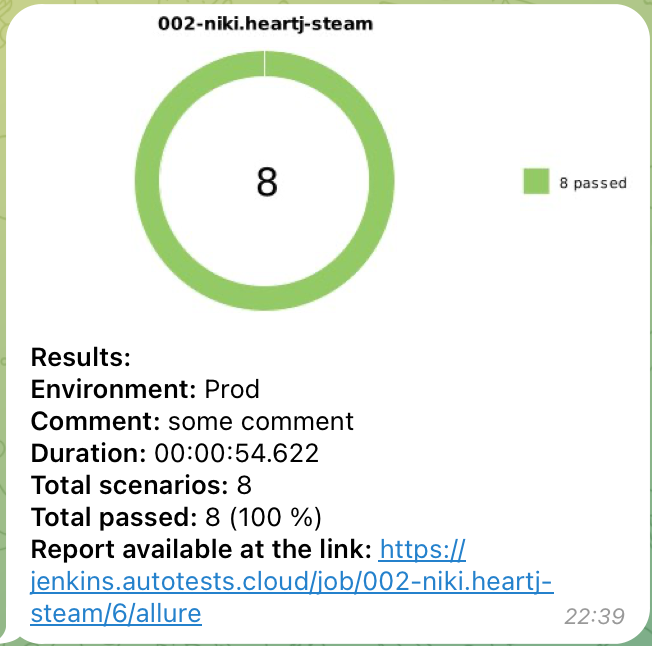 002-niki.heartj-steam
8
8 passed
Results:
Environment: Prod
Comment: some comment
Duration: 00:00:54.622
Total scenarios: 8
Total passed: 8 (100 %)
Report available at the link: https://
jenkins.autotests.cloud/job/002-niki.heartj-
steam/6/allure
22:39